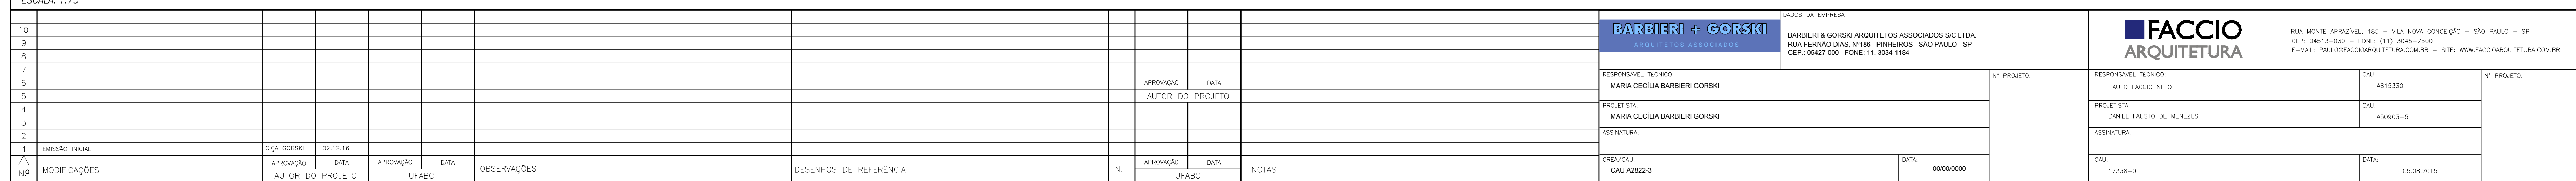 ESCALA: 1:75
10
9
8
7
6
5
4
3
2
1 EMISSÃO INICIAL CIÇA GORSKI 02.12.16
N.º MODIFICAÇÕES
APROVAÇÃO DATA APROVAÇÃO DATA
AUTOR DO PROJETO UFABC
OBSERVAÇÕES
DESENHOS DE REFERÊNCIA
N.
APROVAÇÃO DATA
AUTOR DO PROJETO
APROVAÇÃO DATA
UFABC
NOTAS
BARBIERI + GORSKI
ARQUITETOS ASSOCIADOS
DADOS DA EMPRESA
BARBIERI & GORSKI ARQUITETOS ASSOCIADOS S/C LTDA.
RUA FERNÃO DIAS, Nº186 - PINHEIROS - SÃO PAULO - SP
CEP.: 05427-000 - FONE: 11. 3034-1184
RESPONSÁVEL TÉCNICO:
MARIA CECÍLIA BARBIERI GORSKI
N° PROJETO:
PROJETISTA:
MARIA CECÍLIA BARBIERI GORSKI
ASSINATURA:
CREA/CAU:
CAU A2822-3
DATA:
00/00/0000
FACCIO
ARQUITETURA
RUA MONTE APRAZÍVEL, 185 - VILA NOVA CONCEIÇÃO - SÃO PAULO - SP
CEP: 04513-030 - FONE: (11) 3045-7500
E-MAIL: PAULO@FACCIOARQUITETURA.COM.BR - SITE: WWW.FACCIOARQUITETURA.COM.BR
RESPONSÁVEL TÉCNICO:
PAULO FACCIO NETO
CAU:
A815330
N° PROJETO:
PROJETISTA:
DANIEL FAUSTO DE MENEZES
CAU:
A50903-5
ASSINATURA:
CAU:
17338-0
DATA:
05.08.2015